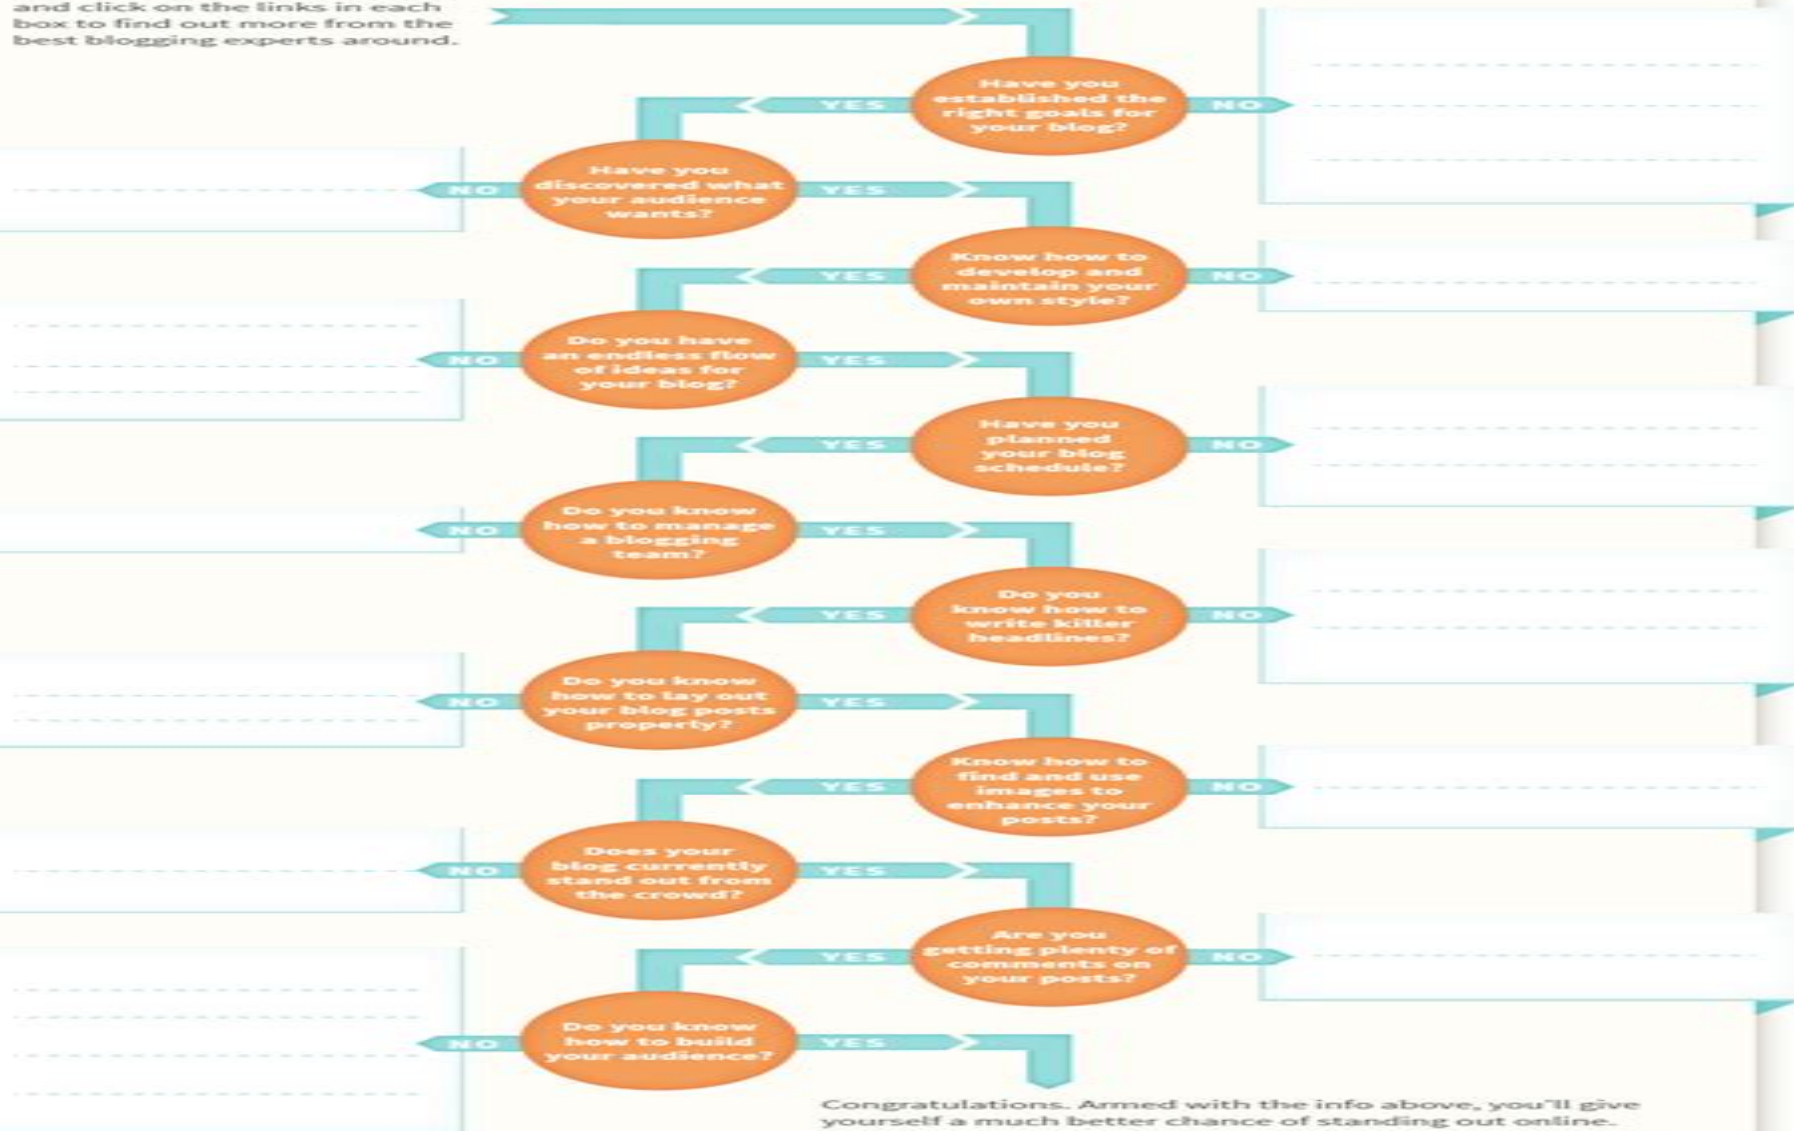 and click on the links in each
box to find out more from the
best blogging experts around.
Have you
established the
right goals for
your blog?
YES
NO
Have you
discovered what
your audience
wants?
NO
YES
Know how to
develop and
maintain your
own style?
YES
NO
Do you have
an endless flow
of ideas for
your blog?
NO
YES
Have you
planned
your blog
schedule?
YES
NO
Do you know
how to manage
a blogging
team?
NO
YES
Do you
know how to
write killer
headlines?
YES
NO
Do you know
how to lay out
your blog posts
property?
NO
YES
Know how to
find and use
images to
enhance your
posts?
YES
NO
Does your
blog currently
stand out from
the crowd?
NO
YES
Are you
getting plenty of
comments on
your posts?
YES
NO
Do you know
how to build
your audience?
NO
YES
Congratulations. Armed with the info above, you'll give
yourself a much better chance of standing out online.